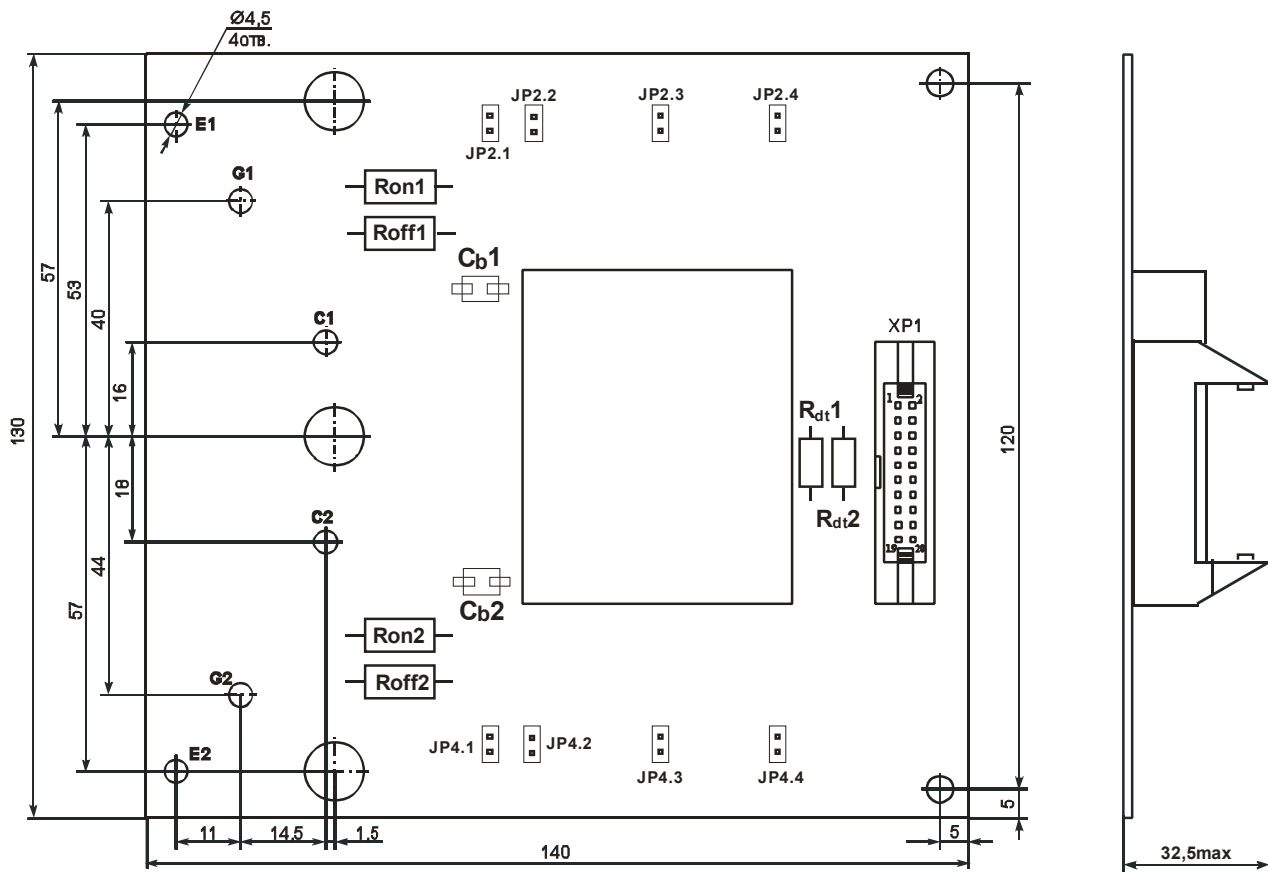 Ø4,5
4отв.
JP2.2
JP2.3
JP2.4
E1
JP2.1
G1
Ron1
Roff1
57
53
40
Cb1
C1
XP1
16
1 2
Rdt1
130
120
18
Rdt2
C2
19 20
44
57
Cb2
Ron2
G2
Roff2
E2
JP4.1
JP4.2
JP4.3
JP4.4
5
11
14.5
1.5
5
140
32,5max